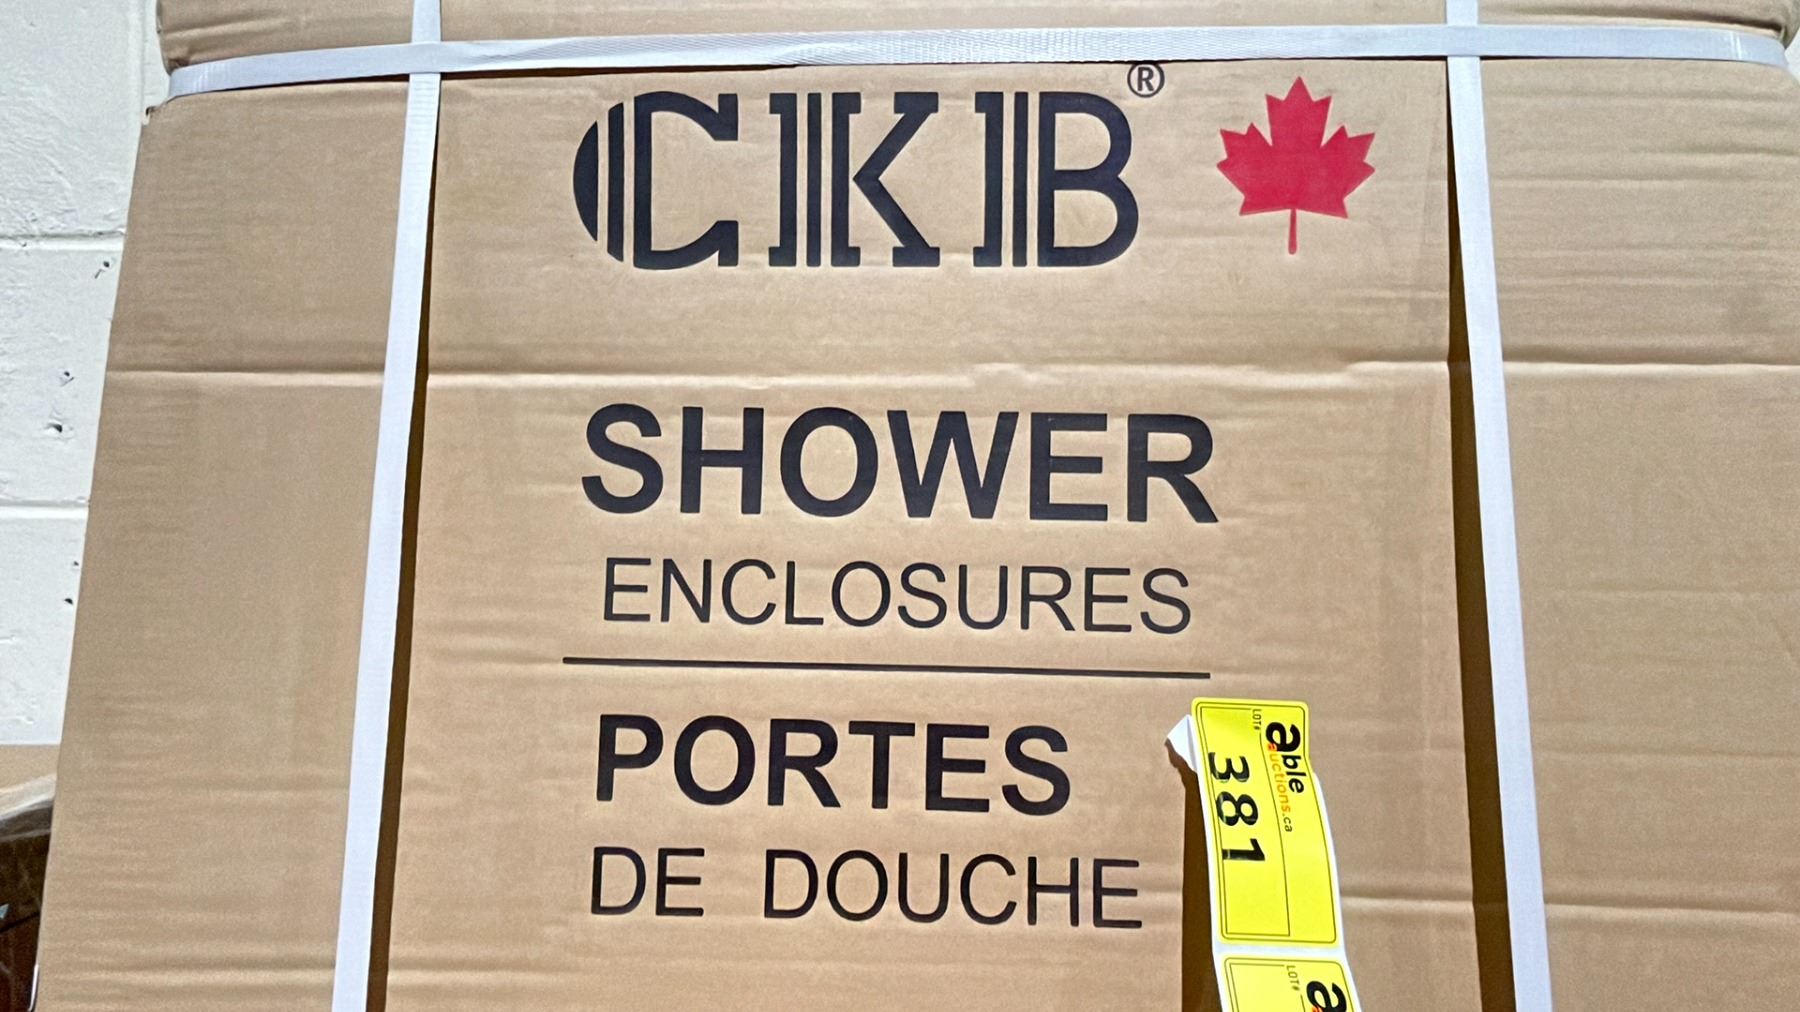 CKB®
SHOWER
ENCLOSURES
PORTES
DE DOUCHE
able
auctions.ca
LOT#
381
LOT#
a